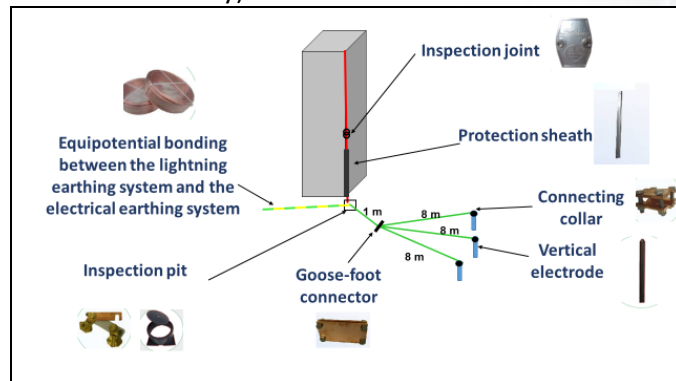 Inspection joint
Protection sheath
Equipotential bonding
between the lightning
earthing system and the
electrical earthing system
Connecting
collar
1 m
8 m
8 m
8 m
Vertical
electrode
Inspection pit
Goose-foot
connector